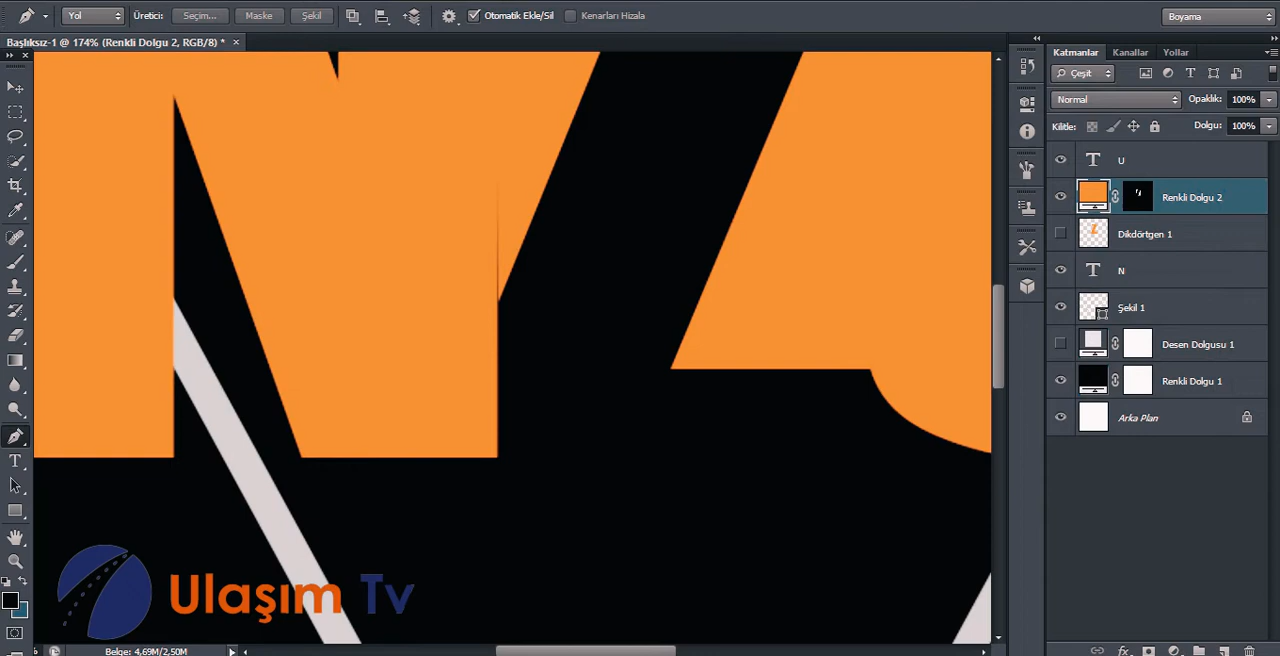 Yol Üretici: Seçim... Maske Şekil Otomatik Ekle/Sil Kenarları Hizala Boyama
Başlıksız-1 @ 174% (Renkli Dolgu 2, RGB/8) *
Katmanlar Kanallar Yollar
Çeşit
Normal Opaklık: 100%
Kilitle: Dolgu: 100%
U
Renkli Dolgu 2
Dikdörtgen 1
N
Şekil 1
Desen Dolgusu 1
Renkli Dolgu 1
Arka Plan
Ulaşım Tv
Belge: 4,69M/2,50M